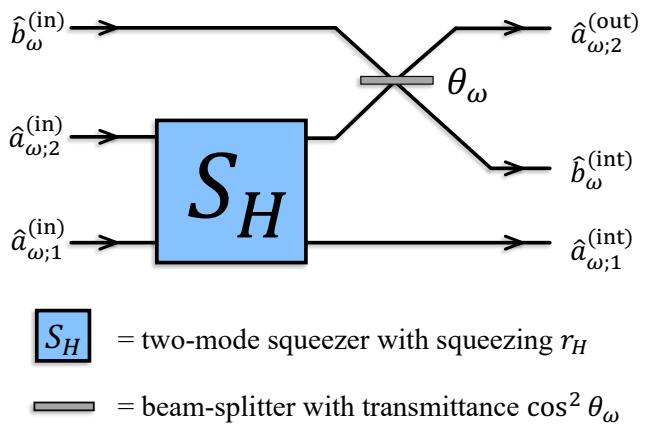 b̂_ω^(in)
â_ω;2^(out)
θ_ω
â_ω;2^(in)
S_H
b̂_ω^(int)
â_ω;1^(in)
â_ω;1^(int)
S_H = two-mode squeezer with squeezing r_H
= beam-splitter with transmittance cos² θ_ω